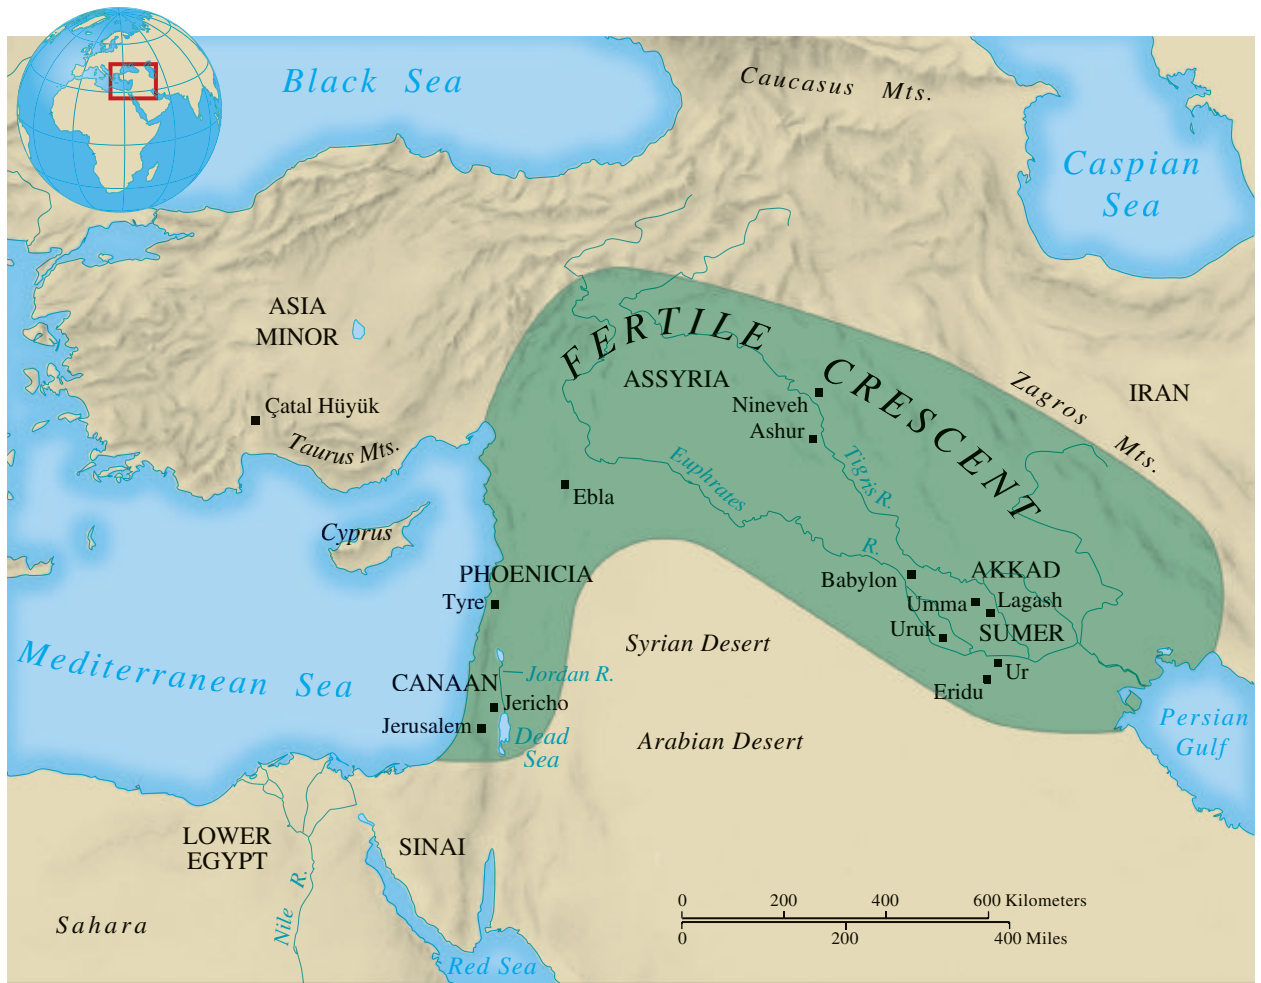 Black Sea
Caucasus Mts.
Caspian
Sea
ASIA
MINOR
FERTILE CRESCENT
ASSYRIA
Zagros Mts.
IRAN
Nineveh
Ashur
Çatal Hüyük
Taurus Mts.
Euphrates R.
Tigris R.
Ebla
Cyprus
PHOENICIA
Tyre
Babylon
AKKAD
Umma
Lagash
Uruk
SUMER
Ur
Eridu
Syrian Desert
Mediterranean Sea
CANAAN
Jordan R.
Jericho
Jerusalem
Dead
Sea
Arabian Desert
Persian
Gulf
LOWER
EGYPT
SINAI
Nile R.
Sahara
Red Sea
0 200 400 600 Kilometers
0 200 400 Miles